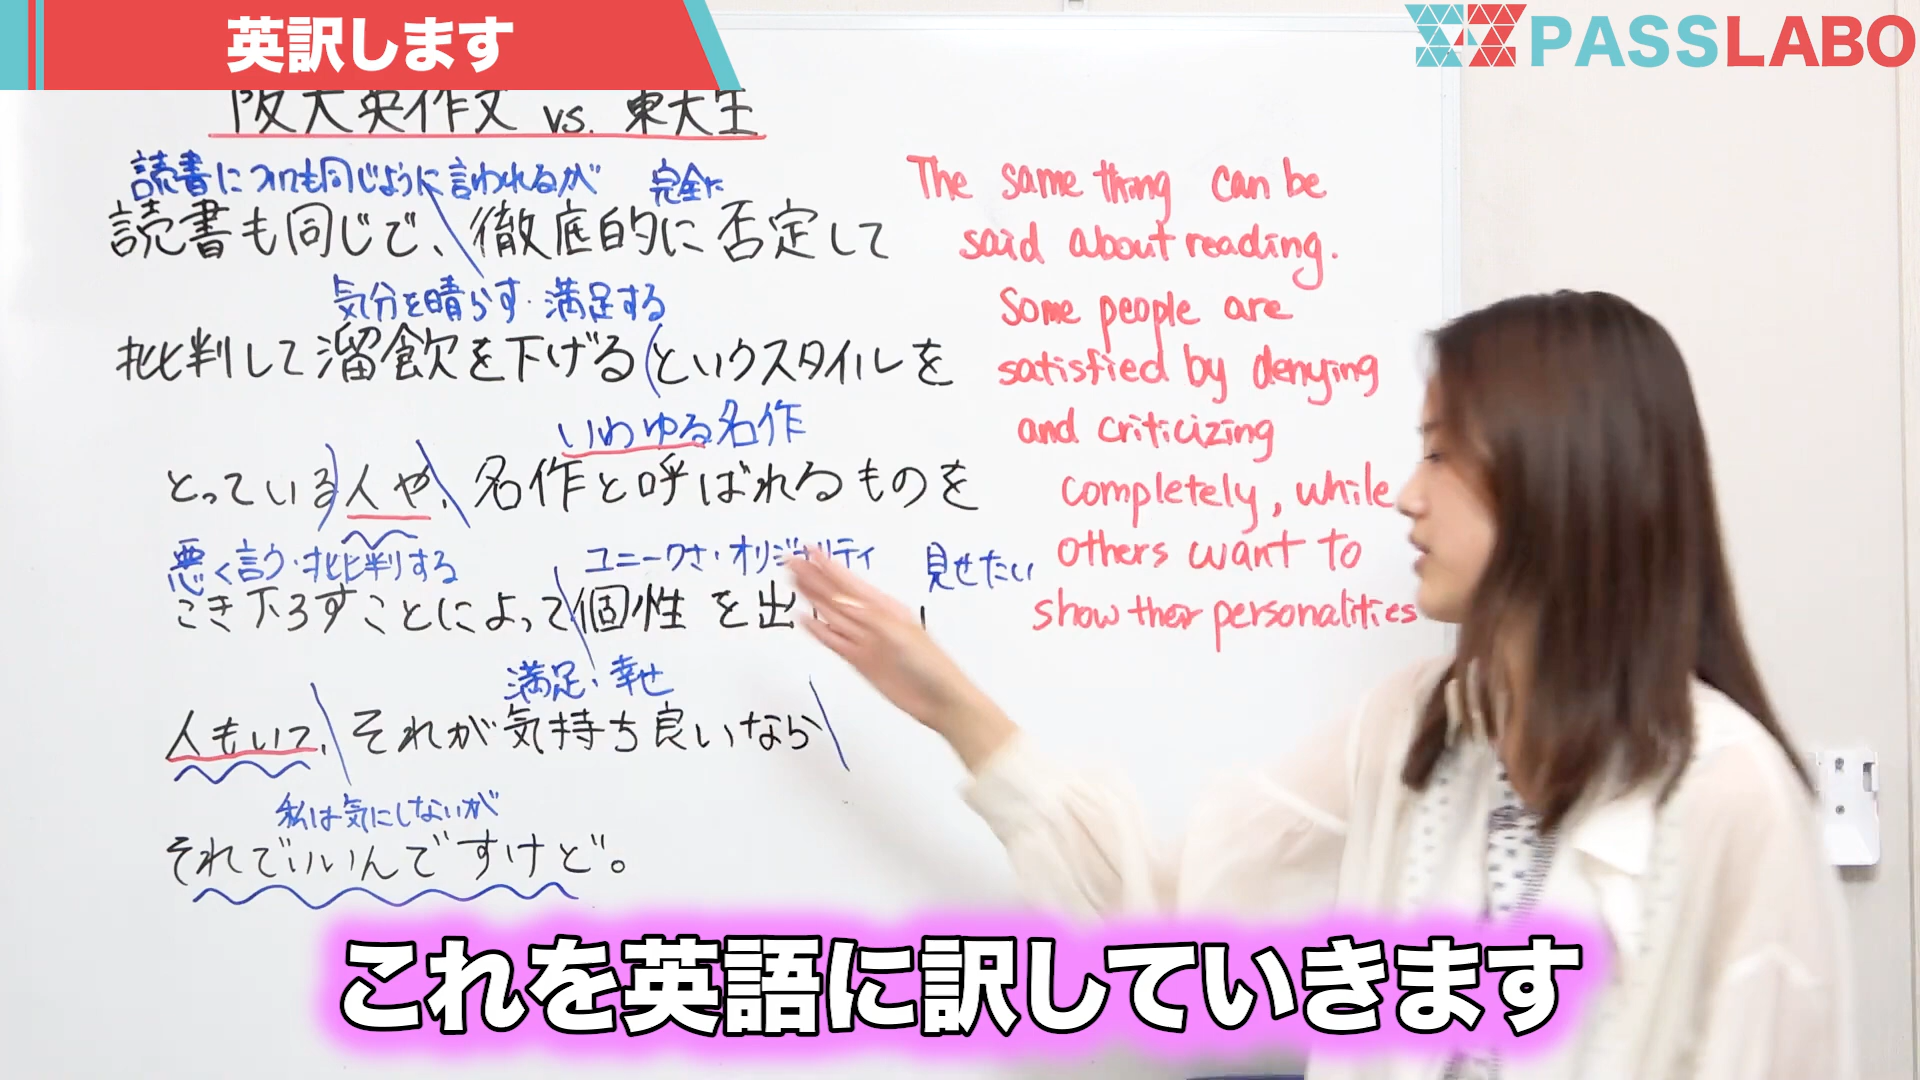 英訳します
PASSLABO
阪大英作文 vs. 東大生
読書についても同じように言われるが 完全に
読書も同じで、徹底的に否定して
気分を晴らす・満足する
批判して溜飲を下げるというスタイルを
いわゆる名作
とっている人や、名作と呼ばれるものを
悪く言う・批判する ユニークさ・オリジナリティ 見せたい
こき下ろすことによって個性を出
満足・幸せ
人もいて、それが気持ち良いなら
私は気にしないが
それでいいんですけど。
The same thing can be
said about reading.
Some people are
satisfied by denying
and criticizing
completely, while
others want to
show their personalities
これを英語に訳していきます